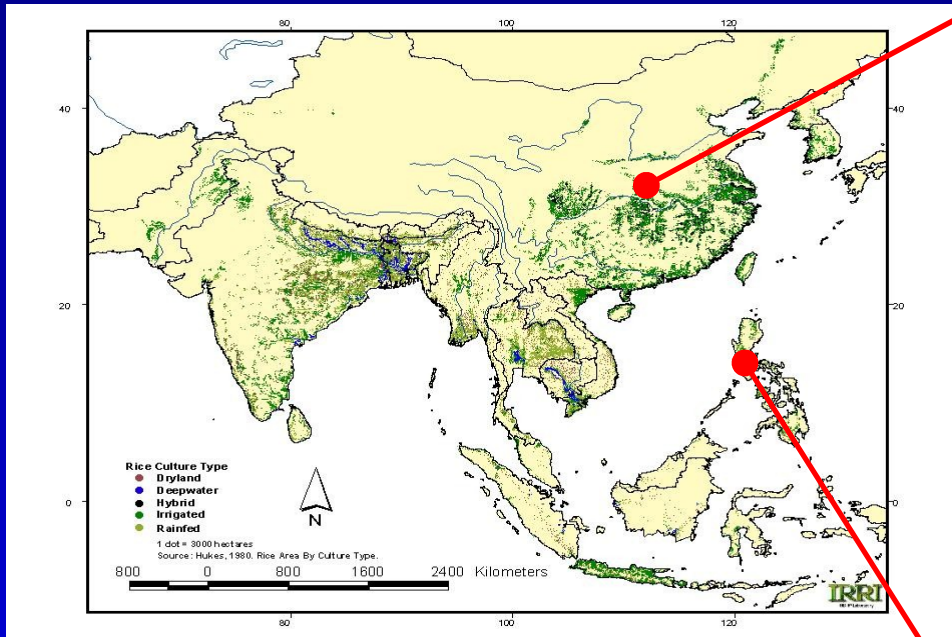 80 100 120
40 40
20 20
0 0
Rice Culture Type
Dryland
Deepwater
Hybrid
Irrigated
Rainfed
1 dot = 3000 hectares
Source: Hukes, 1980. Rice Area By Culture Type.
N
800 0 800 1600 2400 Kilometers
IRRI
80 100 120